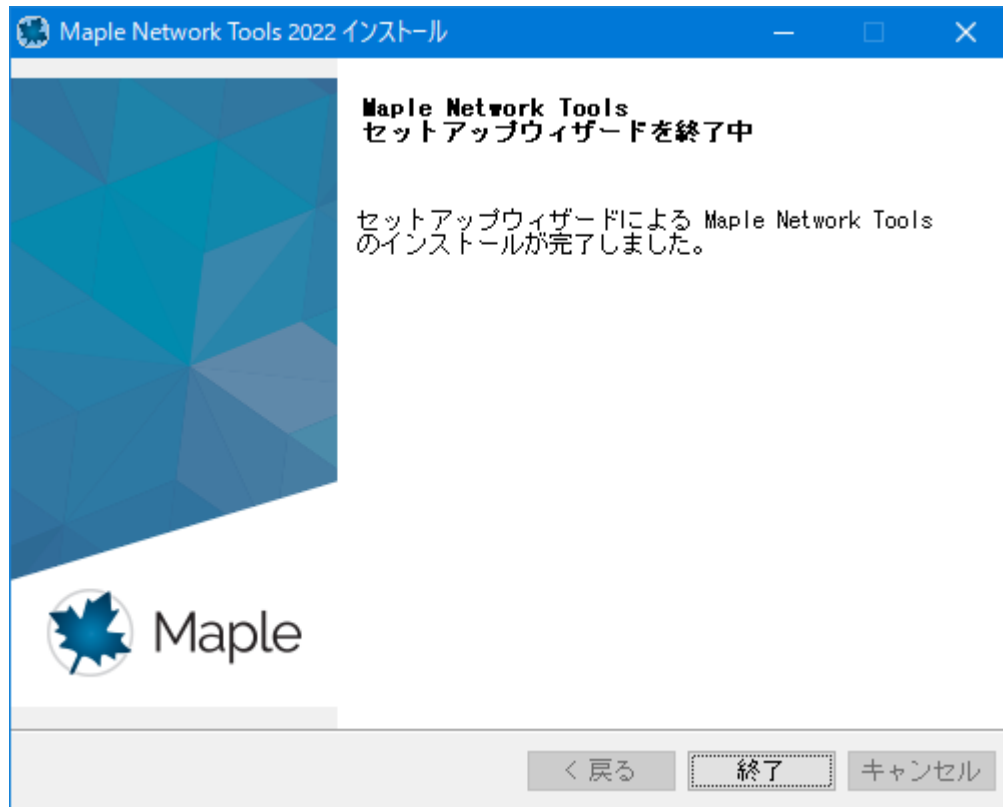 Maple Network Tools 2022 インストール
Maple Network Tools
セットアップウィザードを終了中
セットアップウィザードによる Maple Network Tools
のインストールが完了しました。
Maple
< 戻る
終了
キャンセル